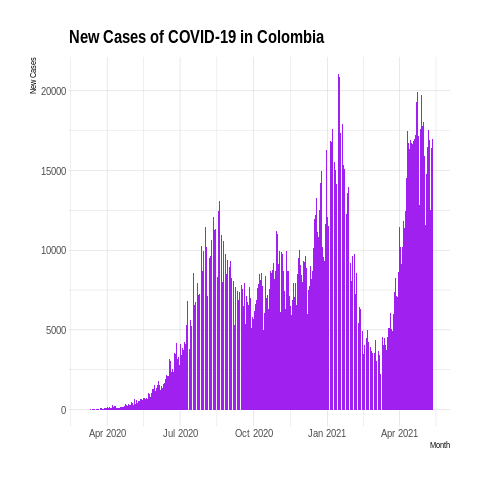 New Cases of COVID-19 in Colombia
New Cases
20000
15000
10000
5000
0
Apr 2020 Jul 2020 Oct 2020 Jan 2021 Apr 2021
Month